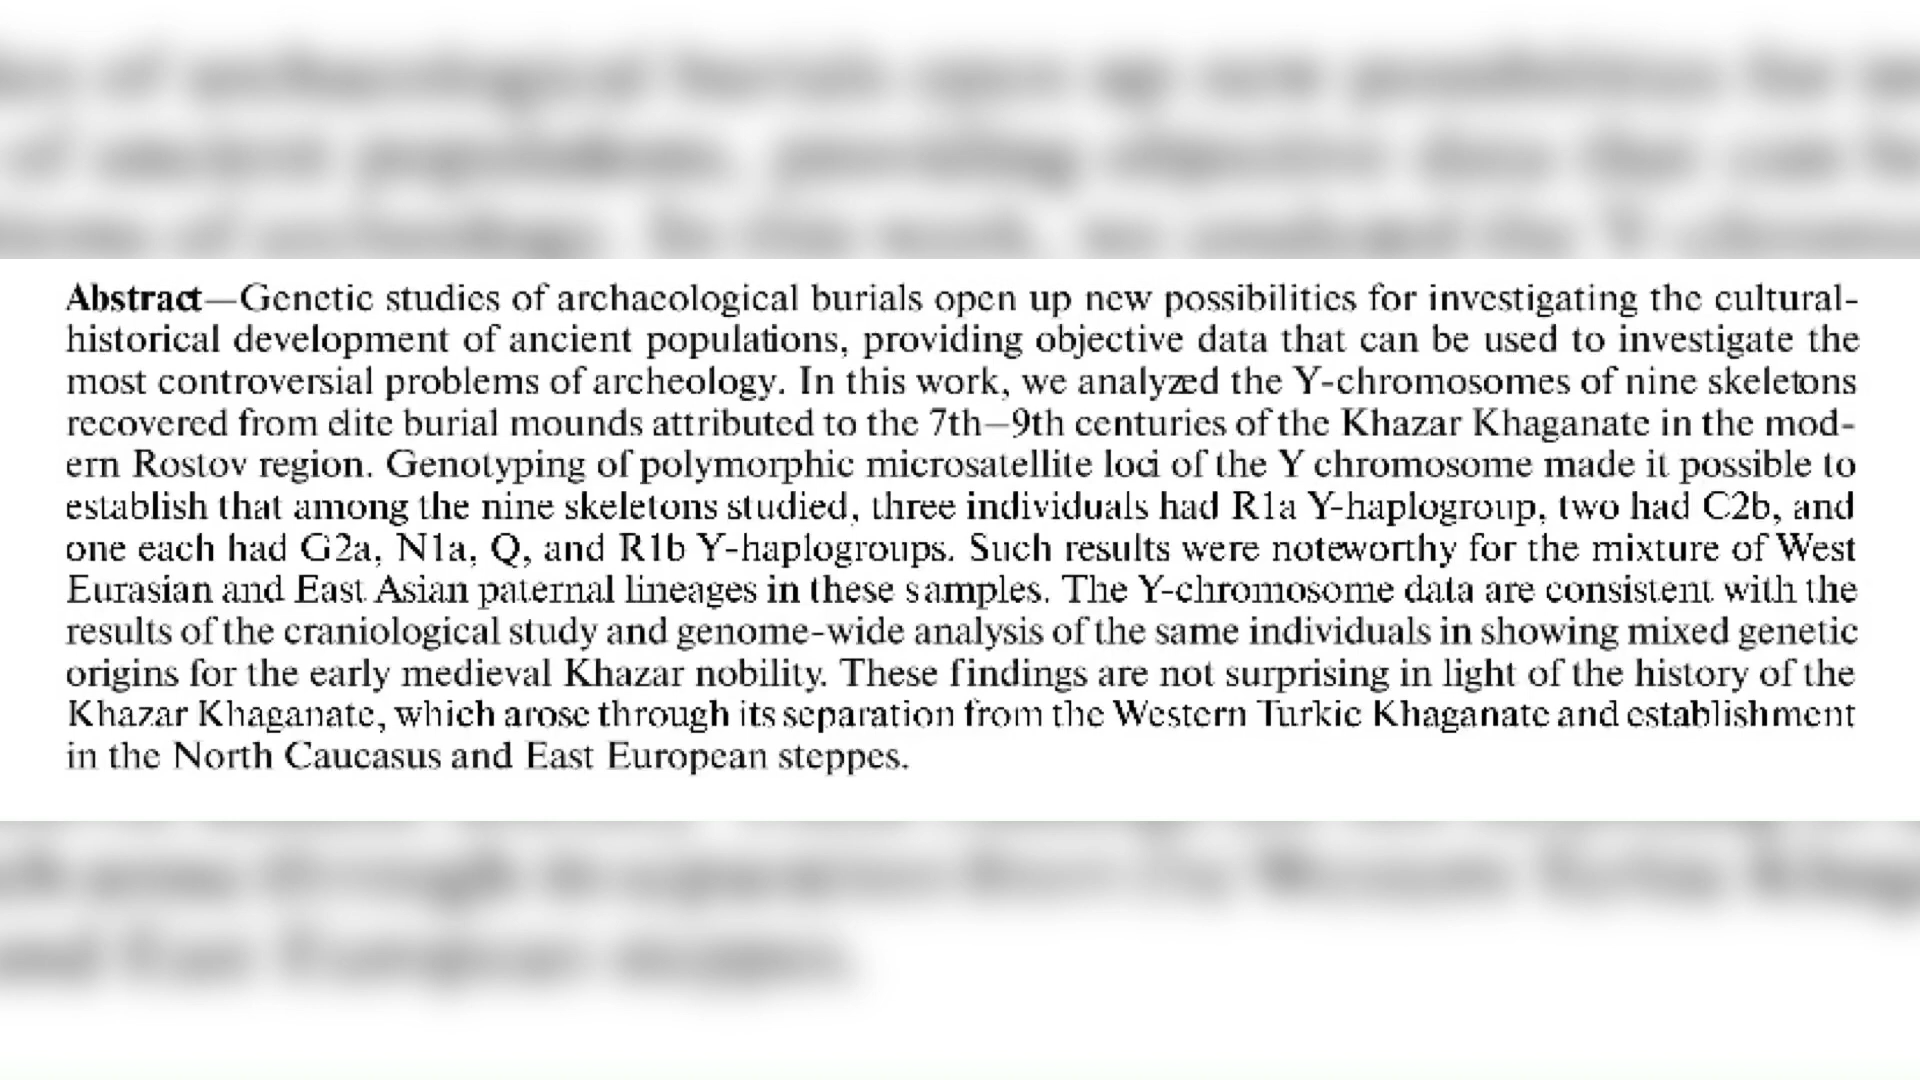 Abstract—Genetic studies of archaeological burials open up new possibilities for investigating the cultural-
historical development of ancient populations, providing objective data that can be used to investigate the
most controversial problems of archeology. In this work, we analyzed the Y-chromosomes of nine skeletons
recovered from elite burial mounds attributed to the 7th–9th centuries of the Khazar Khaganate in the mod-
ern Rostov region. Genotyping of polymorphic microsatellite loci of the Y chromosome made it possible to
establish that among the nine skeletons studied, three individuals had R1a Y-haplogroup, two had C2b, and
one each had G2a, N1a, Q, and R1b Y-haplogroups. Such results were noteworthy for the mixture of West
Eurasian and East Asian paternal lineages in these samples. The Y-chromosome data are consistent with the
results of the craniological study and genome-wide analysis of the same individuals in showing mixed genetic
origins for the early medieval Khazar nobility. These findings are not surprising in light of the history of the
Khazar Khaganate, which arose through its separation from the Western Turkic Khaganate and establishment
in the North Caucasus and East European steppes.